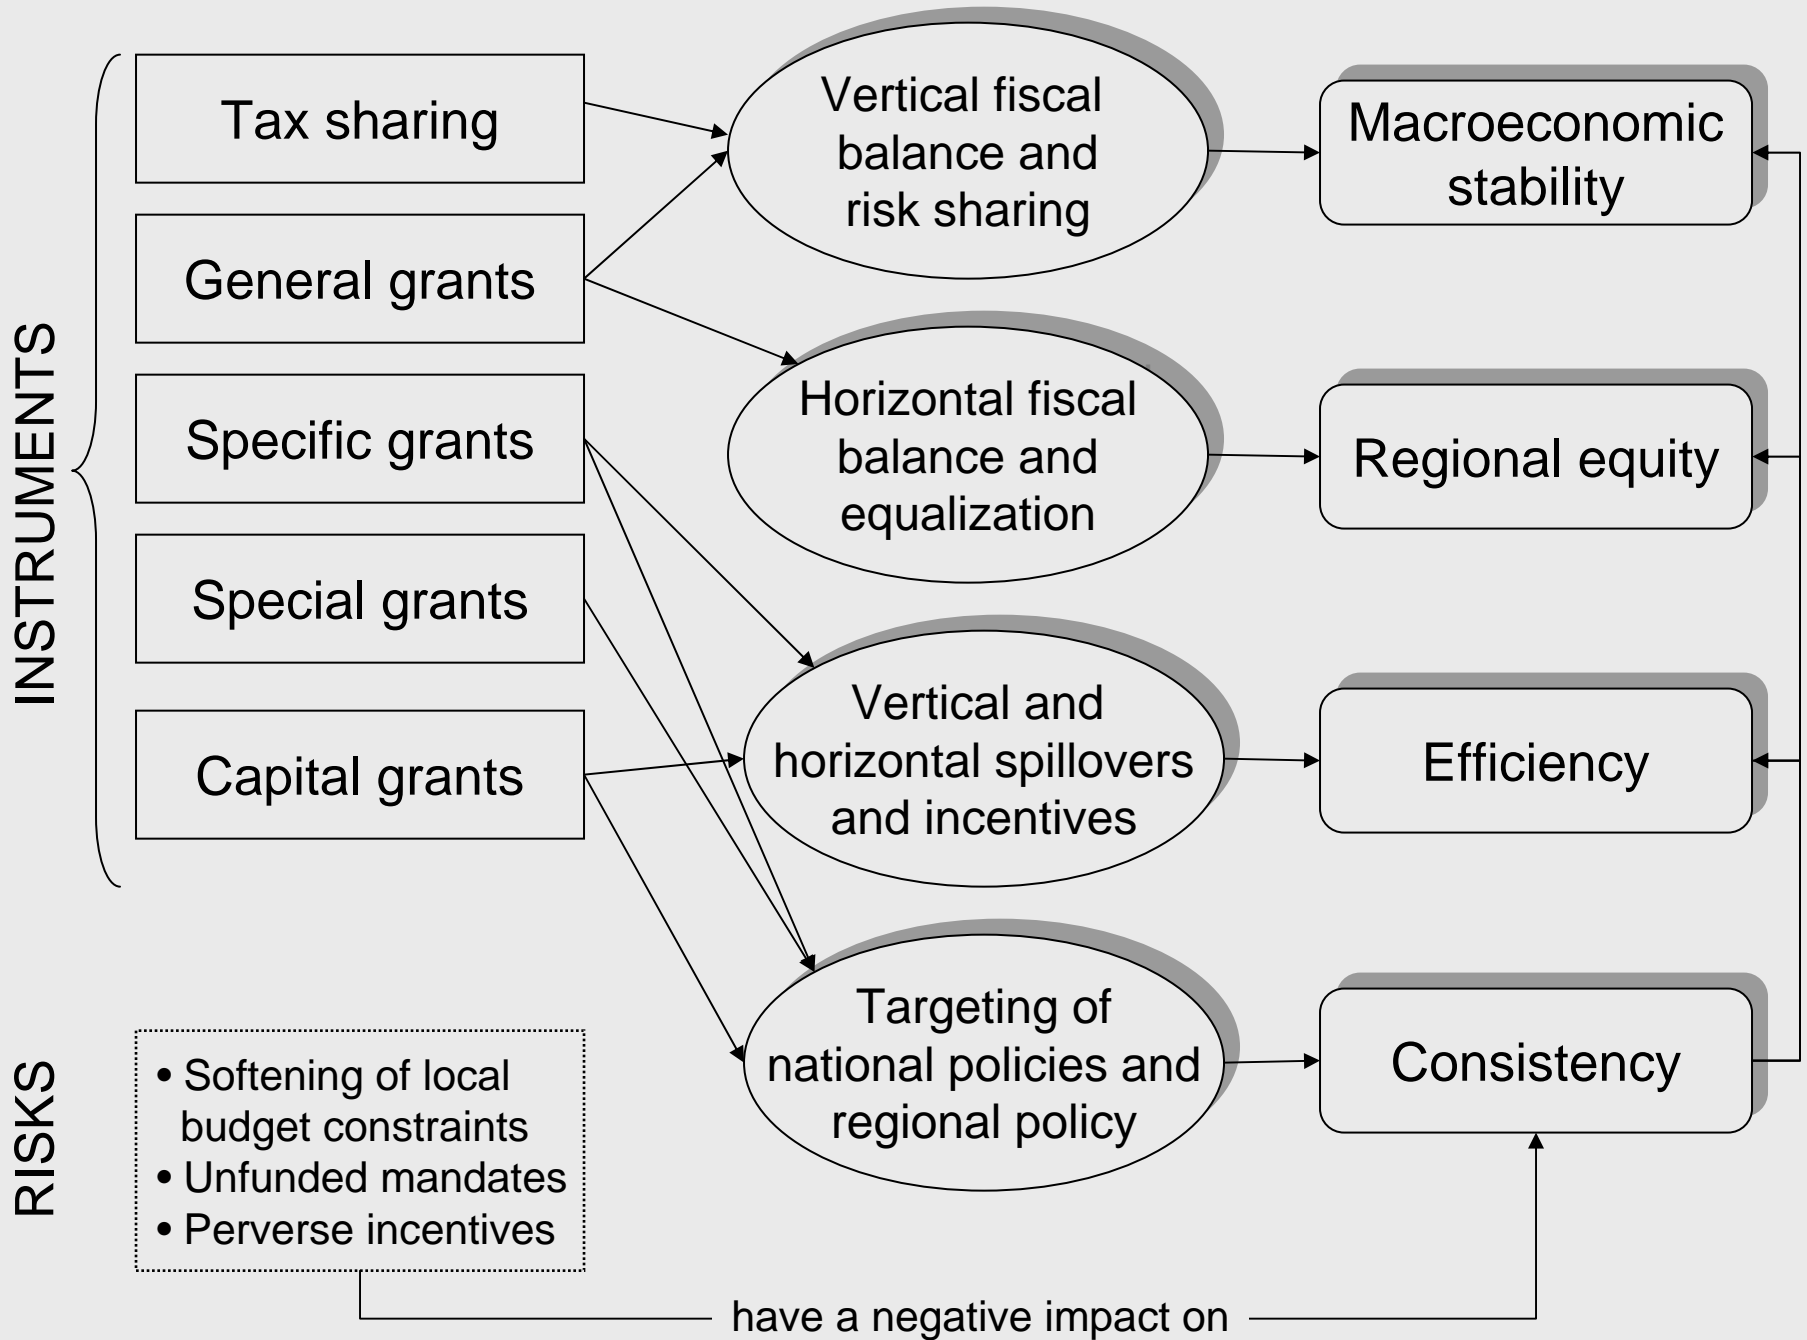 INSTRUMENTS
Tax sharing
General grants
Specific grants
Special grants
Capital grants
Vertical fiscal
balance and
risk sharing
Horizontal fiscal
balance and
equalization
Vertical and
horizontal spillovers
and incentives
Targeting of
national policies and
regional policy
Macroeconomic
stability
Regional equity
Efficiency
Consistency
RISKS
• Softening of local
budget constraints
• Unfunded mandates
• Perverse incentives
have a negative impact on